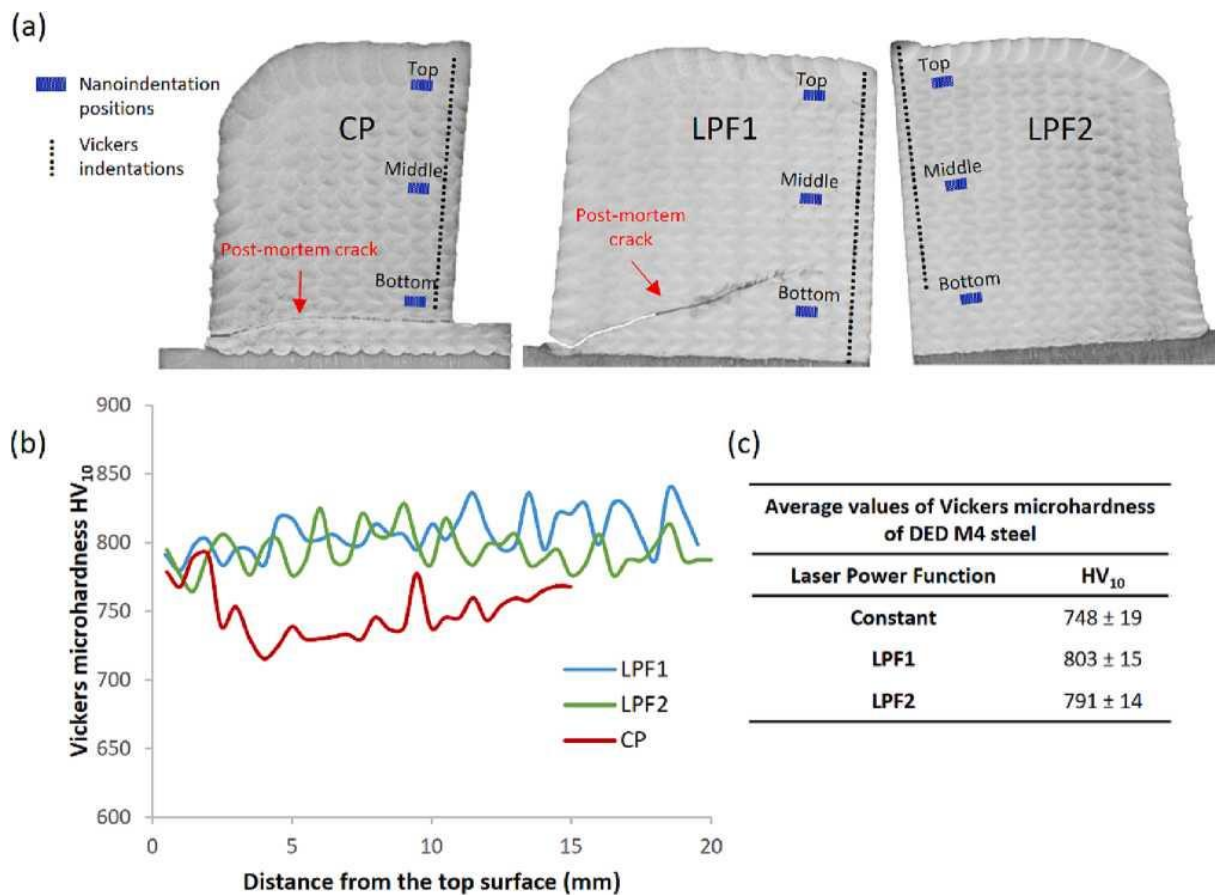 (a)
Nanoindentation
positions
Vickers
indentations
Top
CP
Middle
Post-mortem crack
Bottom
Top
LPF1
Middle
Post-mortem
crack
Bottom
Top
LPF2
Middle
Bottom
(b)
Vickers microhardness HV10
900
850
800
750
700
650
600
0 5 10 15 20
Distance from the top surface (mm)
LPF1
LPF2
CP
(c)
Average values of Vickers microhardness
of DED M4 steel
Laser Power Function HV10
Constant 748 ± 19
LPF1 803 ± 15
LPF2 791 ± 14